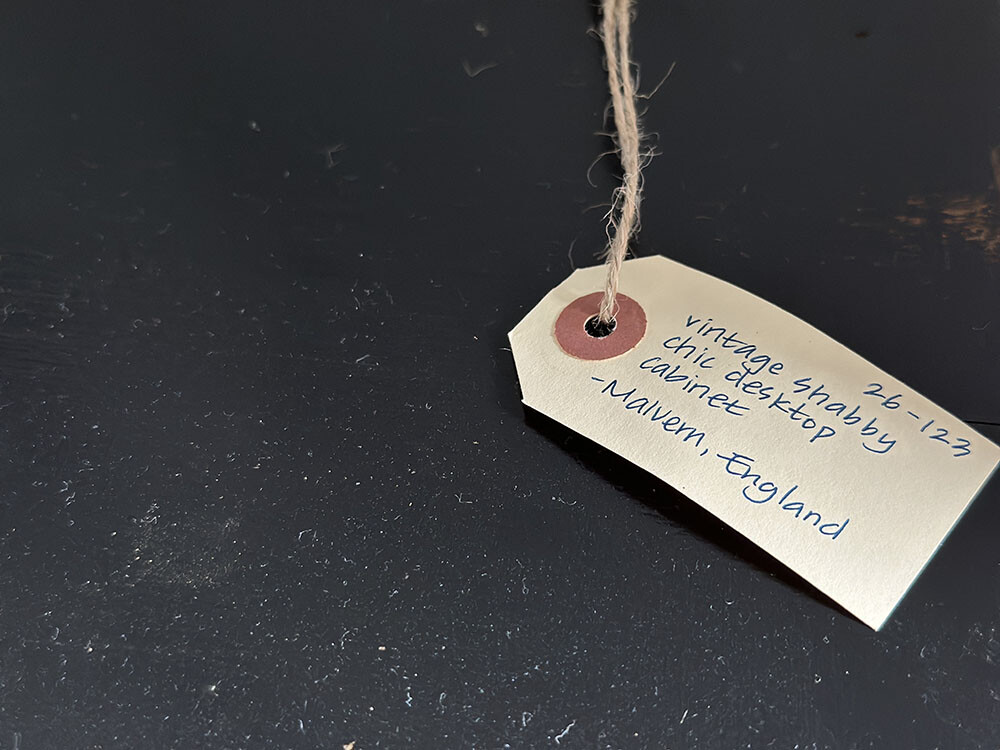 26-123
vintage shabby
chic desktop
cabinet
-Malvern, England